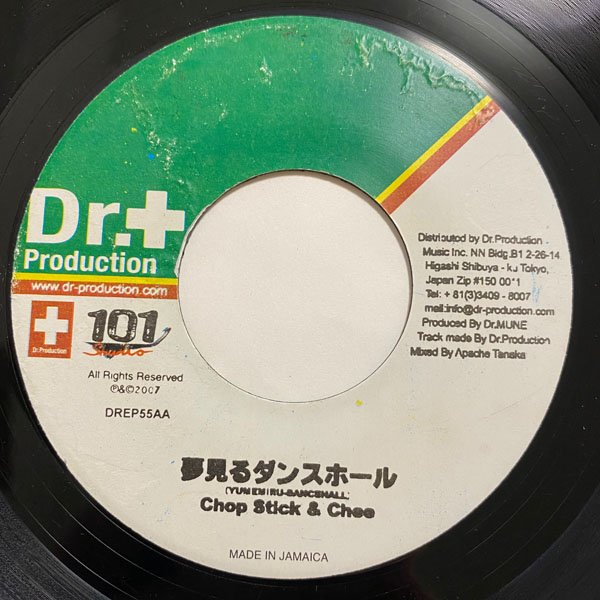 Dr.
Production
www.dr-production.com
Dr.Production
101
Studio
All Rights Reserved
℗&©2007
DREP55AA
Distributed by Dr.Production .
Music Inc. NN Bldg.B1 2-26-14
Higashi Shibuya - ku Tokyo,
Japan Zip #150 0011
Tel: + 81(3)3409 - 8007
mail:info@dr-production.com
Produced By Dr.MUNE
Track made By Dr.Production
Mixed By Apache Tanaka
夢見るダンスホール
(YUMEMIRU-DANCEHALL)
Chop Stick & Chee
MADE IN JAMAICA